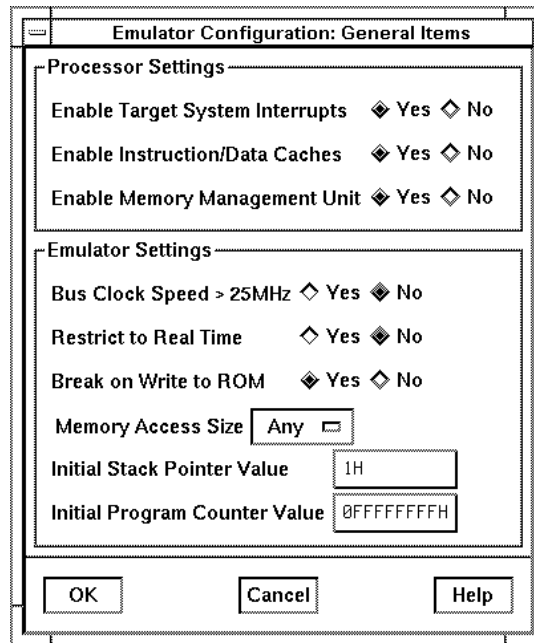 Emulator Configuration: General Items
Processor Settings
Enable Target System Interrupts Yes No
Enable Instruction/Data Caches Yes No
Enable Memory Management Unit Yes No
Emulator Settings
Bus Clock Speed > 25MHz Yes No
Restrict to Real Time Yes No
Break on Write to ROM Yes No
Memory Access Size Any
Initial Stack Pointer Value 1H
Initial Program Counter Value 0FFFFFFFFH
OK Cancel Help